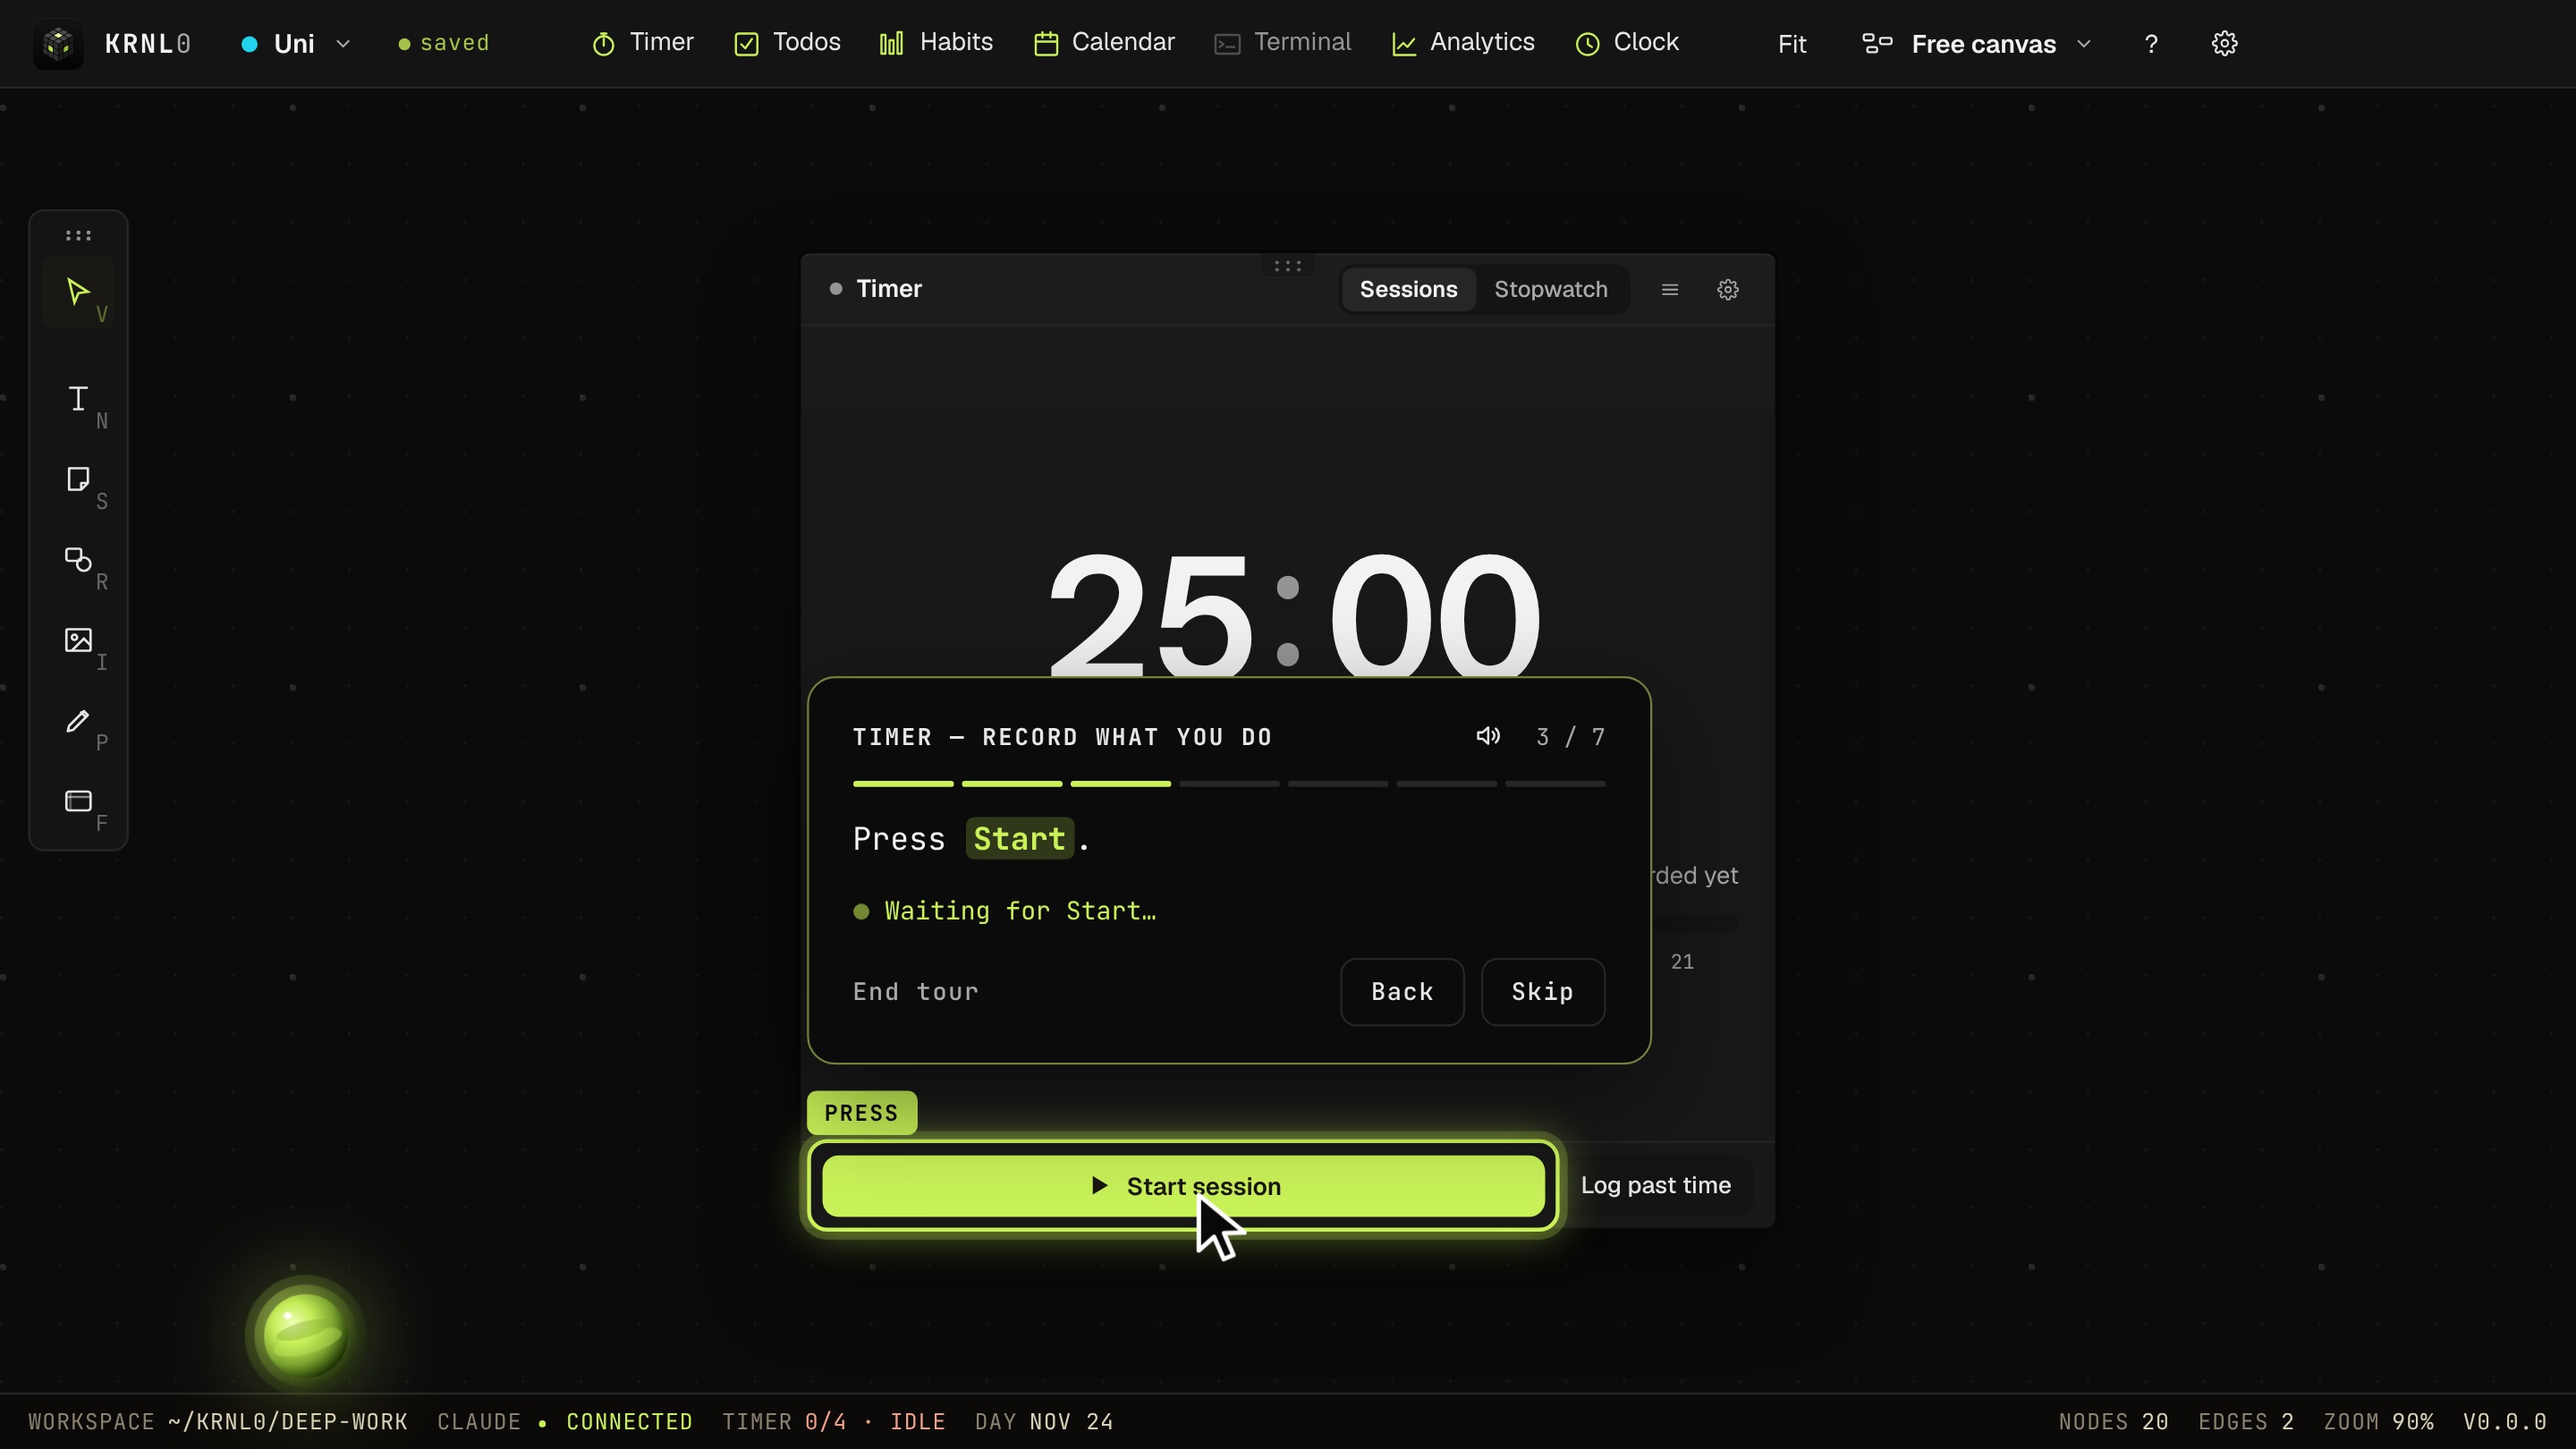 KRNL0 Uni saved Timer Todos Habits Calendar Terminal Analytics Clock Fit Free canvas ?
V
N
S
R
I
P
F
Timer Sessions Stopwatch
25:00
TIMER — RECORD WHAT YOU DO 3 / 7
Press Start.
Waiting for Start…
End tour Back Skip
yet
21
PRESS
Start session Log past time
WORKSPACE ~/KRNL0/DEEP-WORK CLAUDE • CONNECTED TIMER 0/4 · IDLE DAY NOV 24 NODES 20 EDGES 2 ZOOM 90% V0.0.0